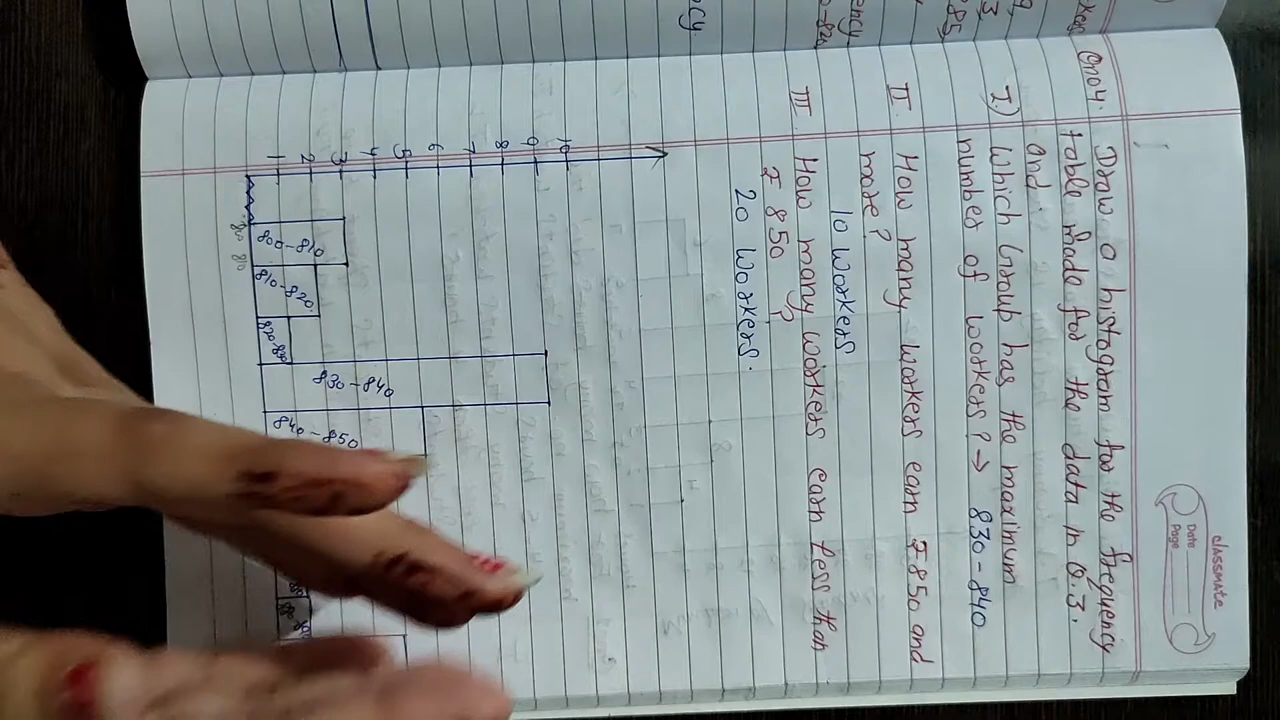 classmate
Date
Page
Qno4. Draw a histogram for the frequency
table made for the data in Q.3.
and.
I.) Which Group has the maximum
number of workers? → 830-840
II. How many workers earn ₹850 and
more?
10 workers
III How many workers earn less than
₹ 850 ?
20 workers.
10
9
8
7
6
5
4
3
2
1
800-810
810-820
820-830
830-840
840-850